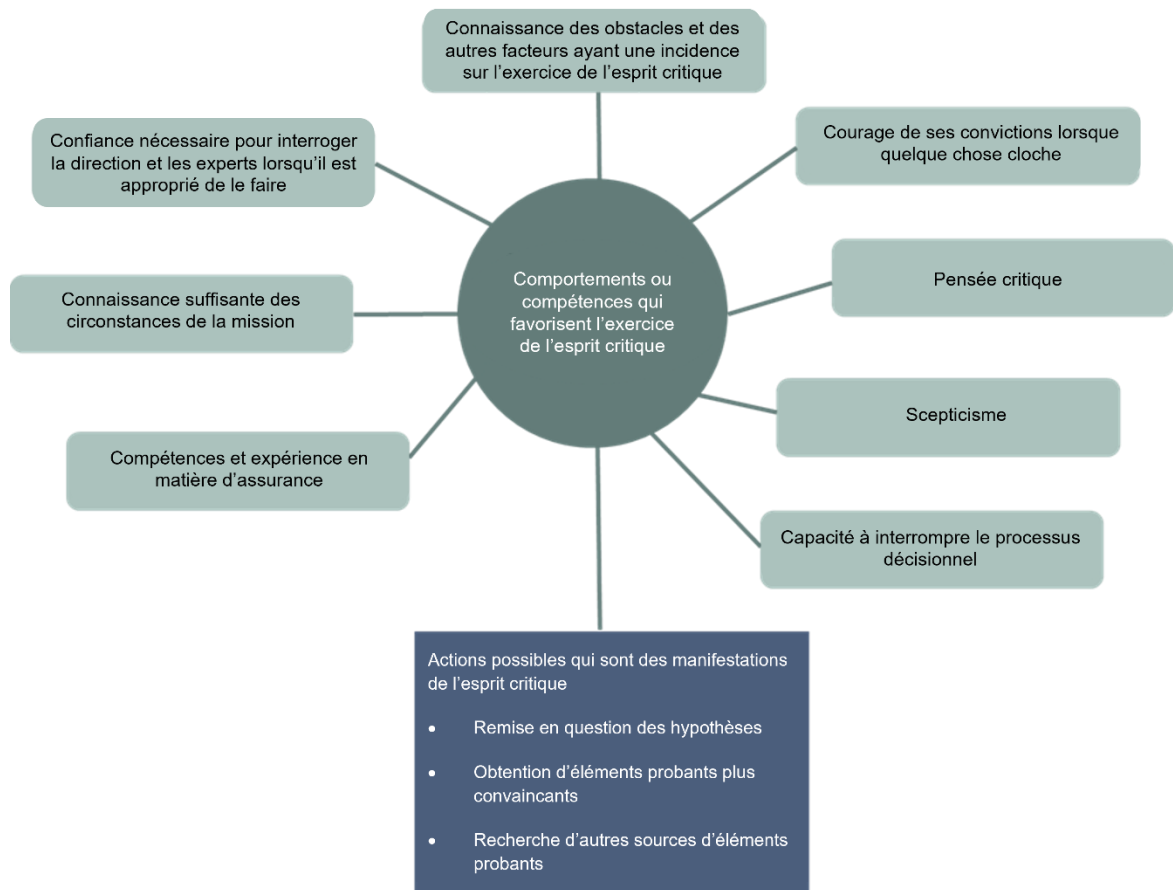 Connaissance des obstacles et des
autres facteurs ayant une incidence
sur l’exercice de l’esprit critique
Confiance nécessaire pour interroger
la direction et les experts lorsqu’il est
approprié de le faire
Courage de ses convictions lorsque
quelque chose cloche
Connaissance suffisante des
circonstances de la mission
Comportements ou
compétences qui
favorisent l’exercice
de l’esprit critique
Pensée critique
Scepticisme
Compétences et expérience en
matière d’assurance
Capacité à interrompre le processus
décisionnel
Actions possibles qui sont des manifestations
de l’esprit critique
• Remise en question des hypothèses
• Obtention d’éléments probants plus
convaincants
• Recherche d’autres sources d’éléments
probants